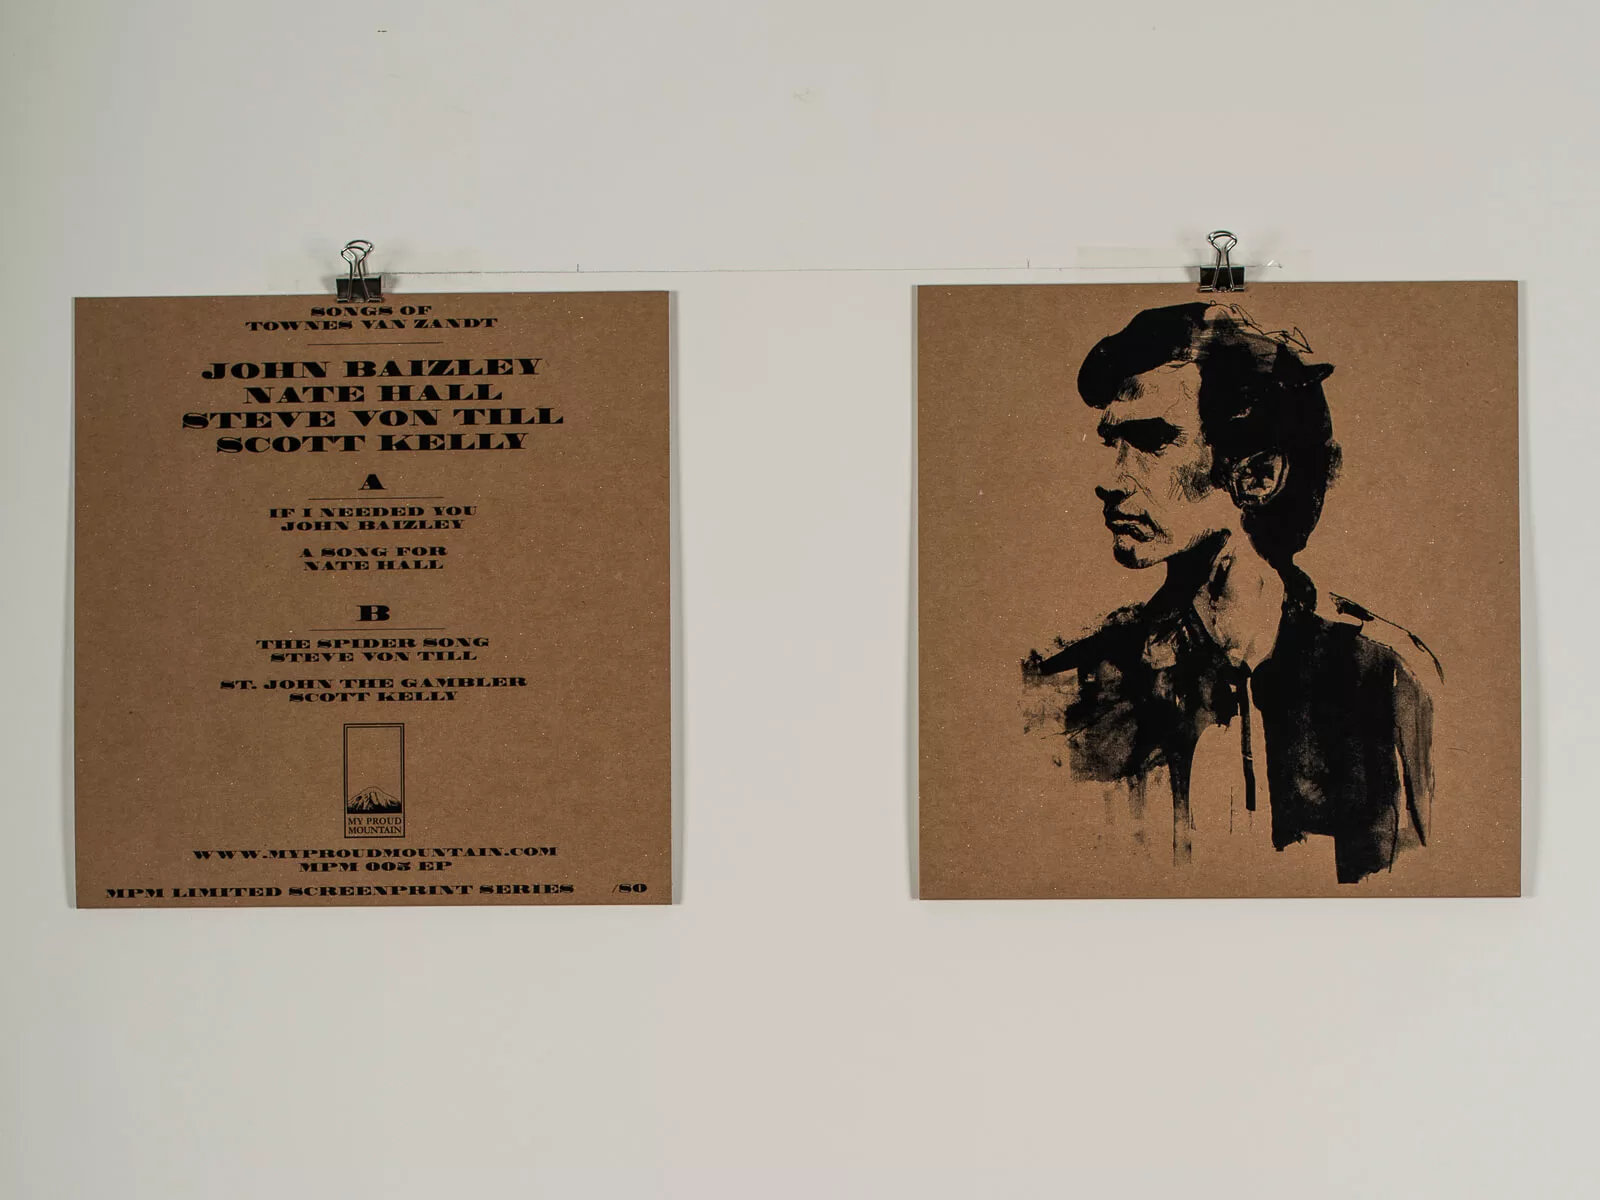 SONGS OF
TOWNES VAN ZANDT
JOHN BAIZLEY
NATE HALL
STEVE VON TILL
SCOTT KELLY
A
IF I NEEDED YOU
JOHN BAIZLEY
A SONG FOR
NATE HALL
B
THE SPIDER SONG
STEVE VON TILL
ST. JOHN THE GAMBLER
SCOTT KELLY
MY PROUD
MOUNTAIN
WWW.MYPROUDMOUNTAIN.COM
MPM 005 EP
MPM LIMITED SCREENPRINT SERIES /80